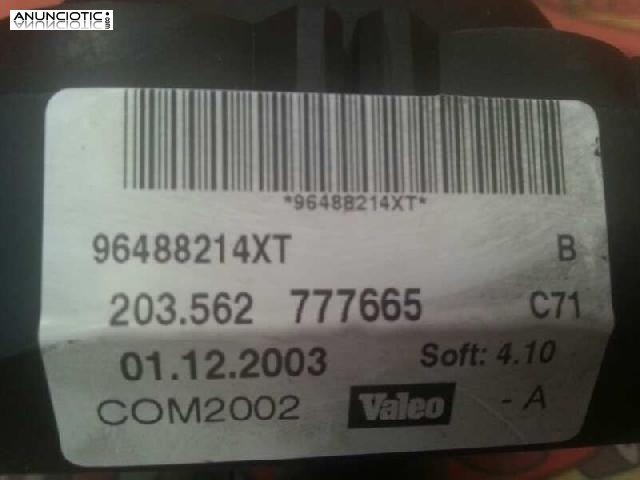 ANUNCIOTIC.COM
*96488214XT*
96488214XT B
203.562 777665 C71
01.12.2003 Soft: 4.10
COM2002 Valeo - A